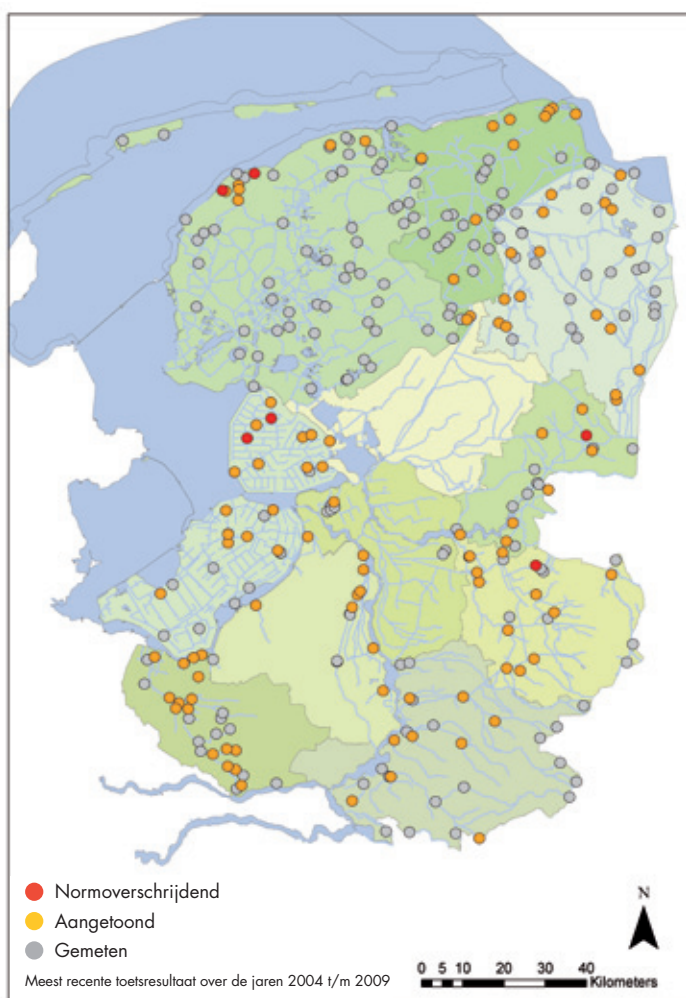 Normoverschrijdend
Aangetoond
Gemeten
Meest recente toetsresultaat over de jaren 2004 t/m 2009
N
0 5 10 20 30 40
Kilometers